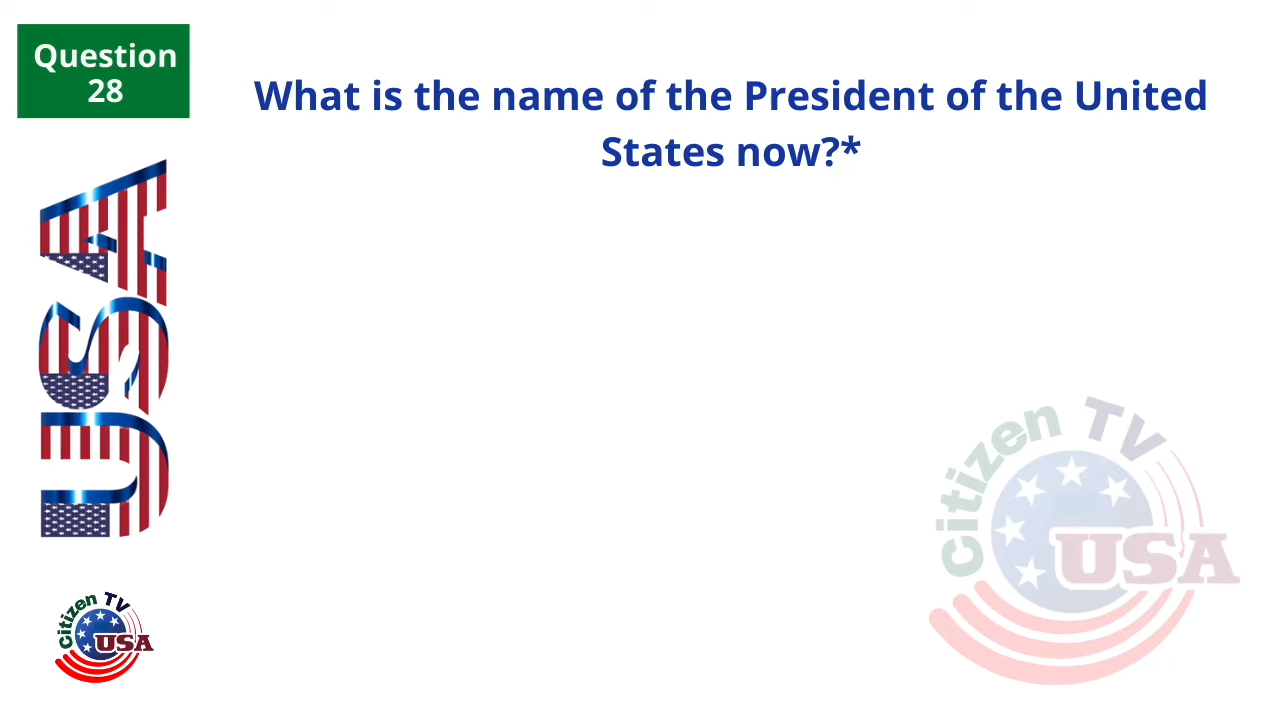 Question
28
What is the name of the President of the United
States now?*
USA
Citizen TV
USA
Citizen TV
USA